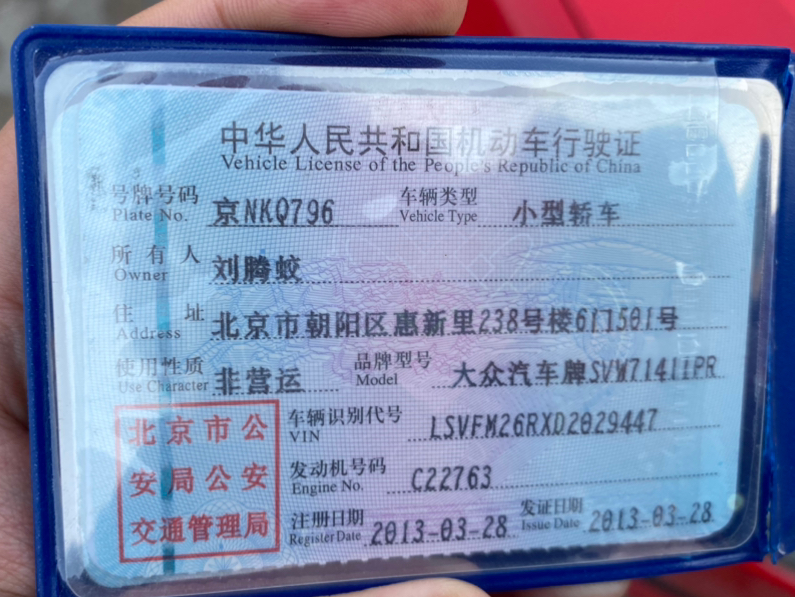 中华人民共和国机动车行驶证
Vehicle License of the People's Republic of China
号牌号码 京NKQ796 车辆类型 小型轿车
Plate No. Vehicle Type
所有人 刘腾蛟
Owner
住址 北京市朝阳区惠新里238号楼6门501号
Address
使用性质 非营运 品牌型号 大众汽车牌SVW71411PR
Use Character Model
北京市公
安局公安
交通管理局
车辆识别代号 LSVFM26RXD2029447
VIN
发动机号码 C22763
Engine No.
注册日期 2013-03-28 发证日期 2013-03-28
Register Date Issue Date